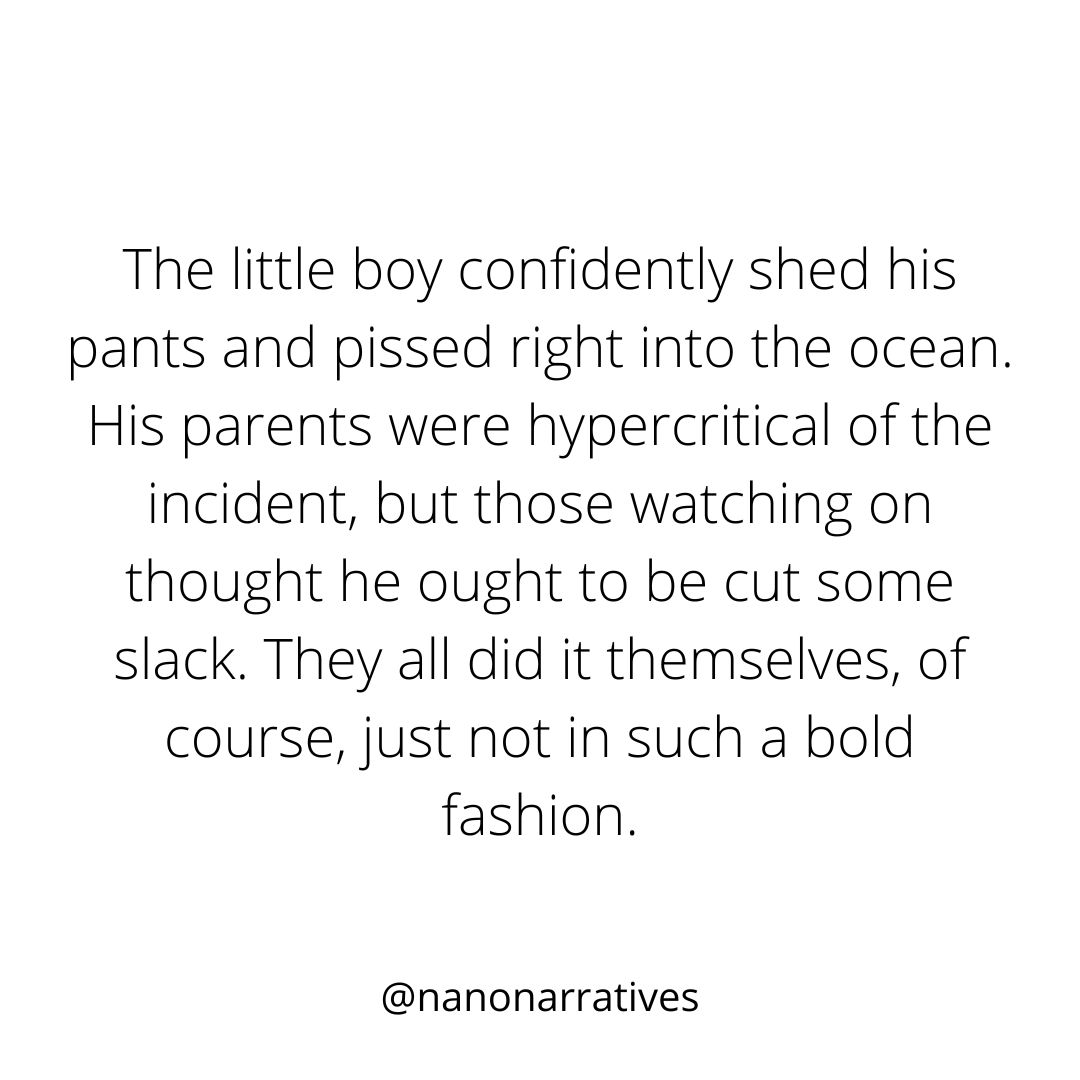 The little boy confidently shed his
pants and pissed right into the ocean.
His parents were hypercritical of the
incident, but those watching on
thought he ought to be cut some
slack. They all did it themselves, of
course, just not in such a bold
fashion.
@nanonarratives